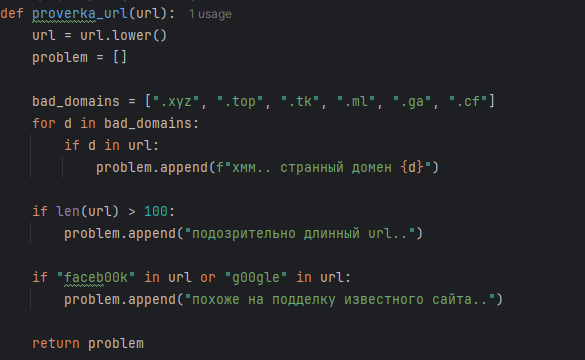 def proverka_url(url): 1 usage
    url = url.lower()
    problem = []

    bad_domains = [".xyz", ".top", ".tk", ".ml", ".ga", ".cf"]
    for d in bad_domains:
        if d in url:
            problem.append(f"хмм.. странный домен {d}")

    if len(url) > 100:
        problem.append("подозрительно длинный url..")

    if "faceb00k" in url or "g00gle" in url:
        problem.append("похоже на подделку известного сайта..")

    return problem